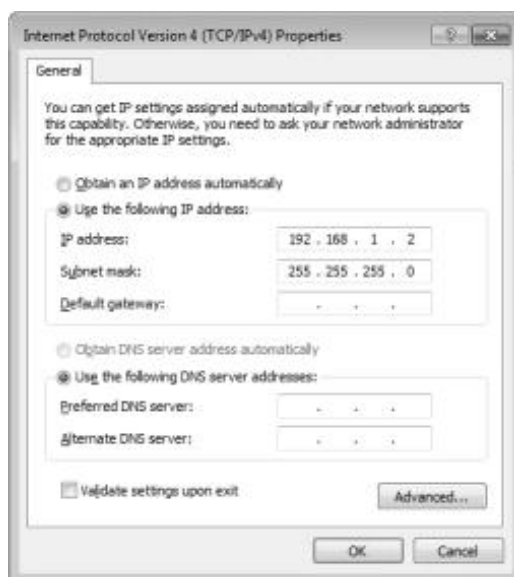 Internet Protocol Version 4 (TCP/IPv4) Properties
General
You can get IP settings assigned automatically if your network supports
this capability. Otherwise, you need to ask your network administrator
for the appropriate IP settings.
Obtain an IP address automatically
Use the following IP address:
IP address: 192 . 168 . 1 . 2
Subnet mask: 255 . 255 . 255 . 0
Default gateway: . . .
Obtain DNS server address automatically
Use the following DNS server addresses:
Preferred DNS server: . . .
Alternate DNS server: . . .
Validate settings upon exit
Advanced...
OK Cancel